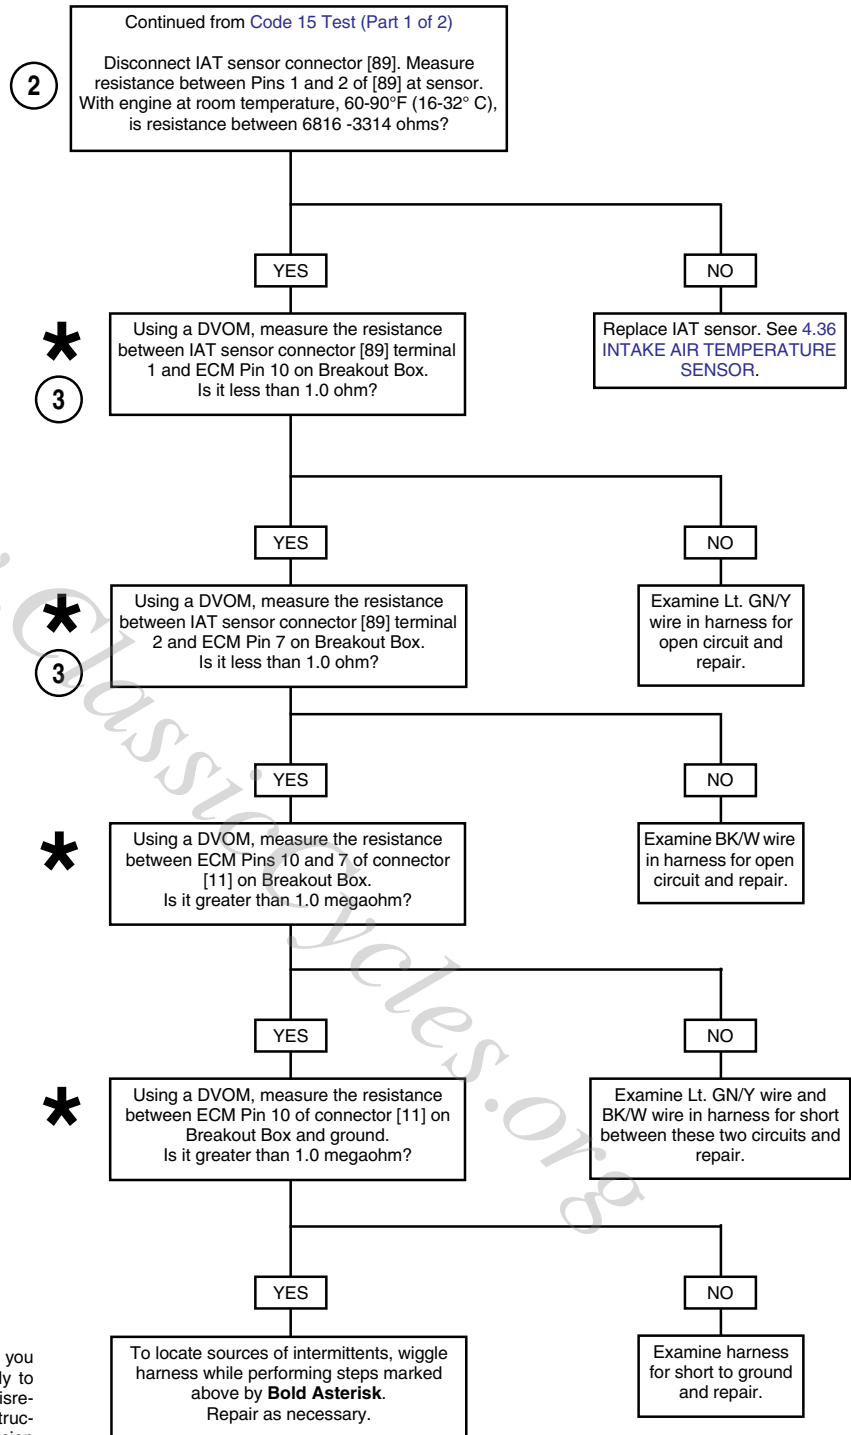 Continued from Code 15 Test (Part 1 of 2)
2
Disconnect IAT sensor connector [89]. Measure
resistance between Pins 1 and 2 of [89] at sensor.
With engine at room temperature, 60-90°F (16-32° C),
is resistance between 6816 -3314 ohms?
YES
NO
*
3
Using a DVOM, measure the resistance
between IAT sensor connector [89] terminal
1 and ECM Pin 10 on Breakout Box.
Is it less than 1.0 ohm?
Replace IAT sensor. See 4.36
INTAKE AIR TEMPERATURE
SENSOR.
YES
NO
*
3
Using a DVOM, measure the resistance
between IAT sensor connector [89] terminal
2 and ECM Pin 7 on Breakout Box.
Is it less than 1.0 ohm?
Examine Lt. GN/Y
wire in harness for
open circuit and
repair.
YES
NO
*
Using a DVOM, measure the resistance
between ECM Pins 10 and 7 of connector
[11] on Breakout Box.
Is it greater than 1.0 megaohm?
Examine BK/W wire
in harness for open
circuit and repair.
YES
NO
*
Using a DVOM, measure the resistance
between ECM Pin 10 of connector [11] on
Breakout Box and ground.
Is it greater than 1.0 megaohm?
Examine Lt. GN/Y wire and
BK/W wire in harness for short
between these two circuits and
repair.
YES
NO
To locate sources of intermittents, wiggle
harness while performing steps marked
above by Bold Asterisk.
Repair as necessary.
Examine harness
for short to ground
and repair.
you
ly to
isre-
truc-
ClassicCycles.org